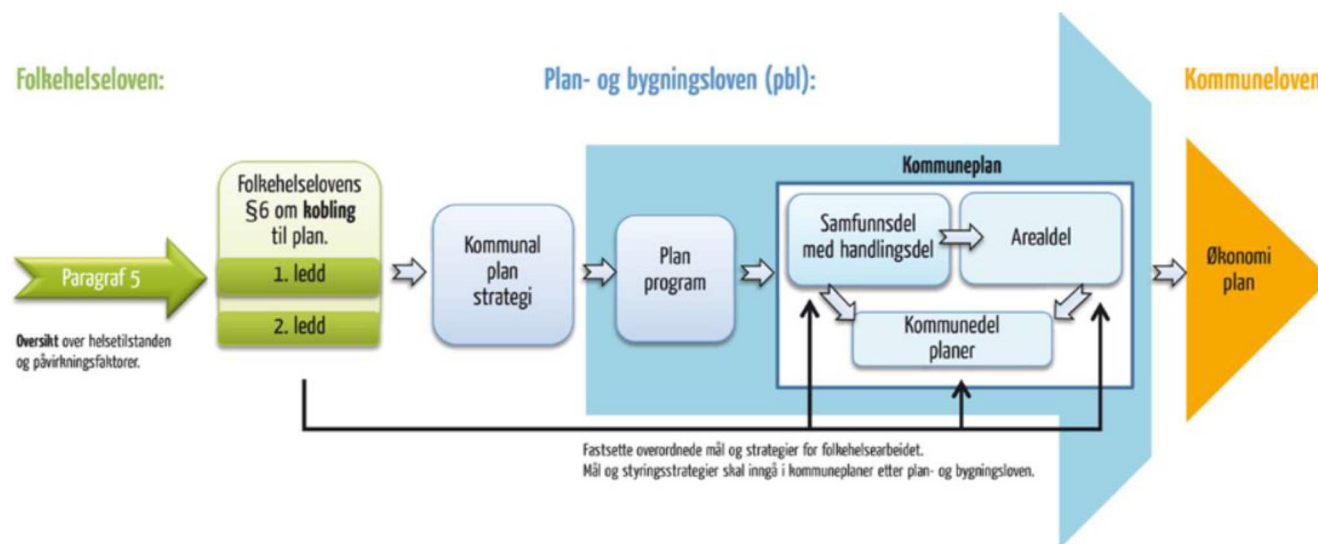 Folkehelseloven:
Plan- og bygningsloven (pbl):
Kommuneloven
Paragraf 5
Oversikt over helsetilstanden
og påvirkningsfaktorer.
Folkehelselovens
§6 om kobling
til plan.
1. ledd
2. ledd
Kommunal
plan
strategi
Plan
program
Kommuneplan
Samfunnsdel
med handlingsdel
Arealdel
Kommunedel
planer
Økonomi
plan
Fastsette overordnede mål og strategier for folkehelsearbeidet.
Mål og styringsstrategier skal inngå i kommuneplaner etter plan- og bygningsloven.